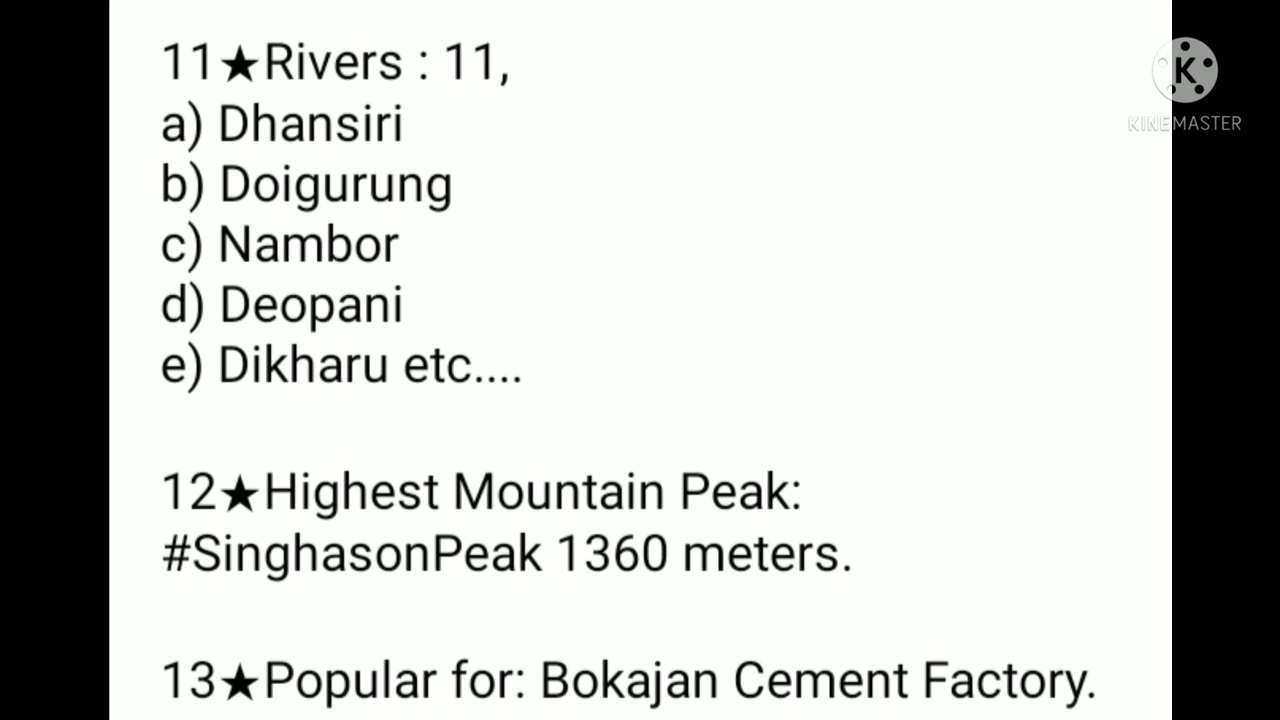 11★Rivers : 11,
a) Dhansiri
b) Doigurung
c) Nambor
d) Deopani
e) Dikharu etc....
12★Highest Mountain Peak:
#SinghasonPeak 1360 meters.
13★Popular for: Bokajan Cement Factory.
K
KINEMASTER